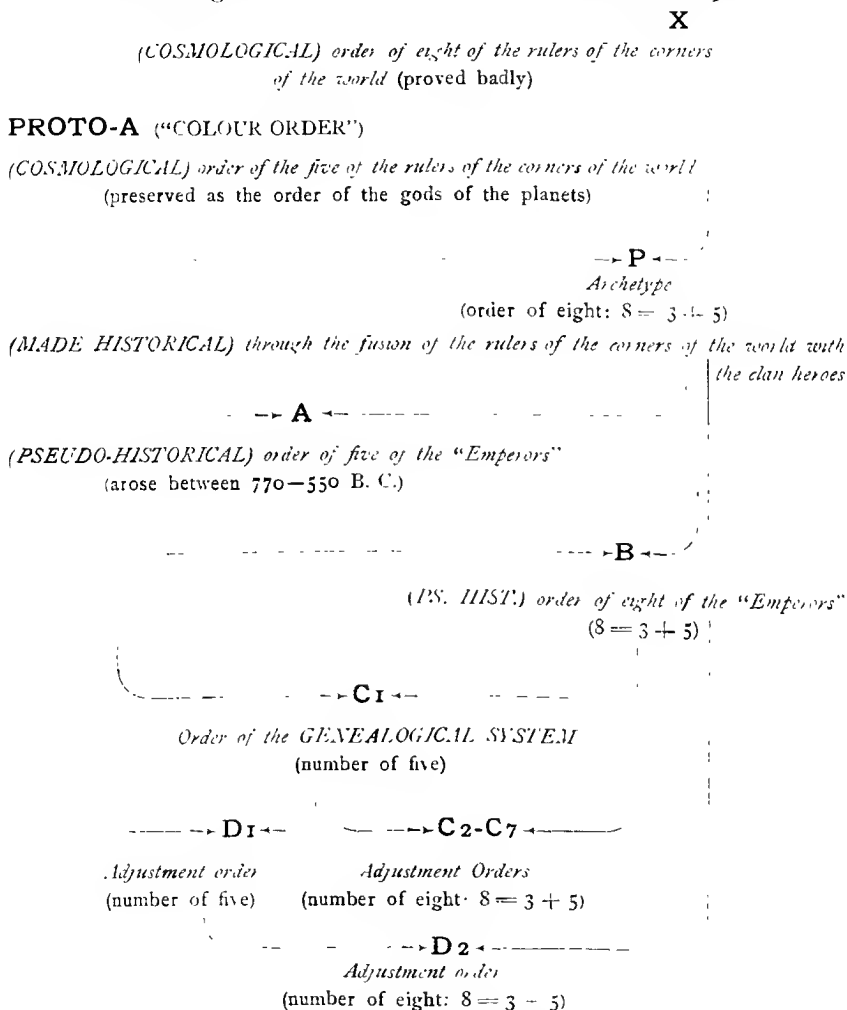 X
(COSMOLOGICAL) order of eight of the rulers of the corners
of the world (proved badly)
PROTO-A ("COLOUR ORDER")
(COSMOLOGICAL) order of the five of the rulers of the corners of the world
(preserved as the order of the gods of the planets)
P
Archetype
(order of eight: 8 = 3 + 5)
(MADE HISTORICAL) through the fusion of the rulers of the corners of the world with
the clan heroes
A
(PSEUDO-HISTORICAL) order of five of the "Emperors"
(arose between 770–550 B. C.)
B
(PS. HIST.) order of eight of the "Emperors"
(8 = 3 + 5)
C1
Order of the GENEALOGICAL SYSTEM
(number of five)
D1 C2-C7
Adjustment order Adjustment Orders
(number of five) (number of eight: 8 = 3 + 5)
D2
Adjustment order
(number of eight: 8 = 3 - 5)